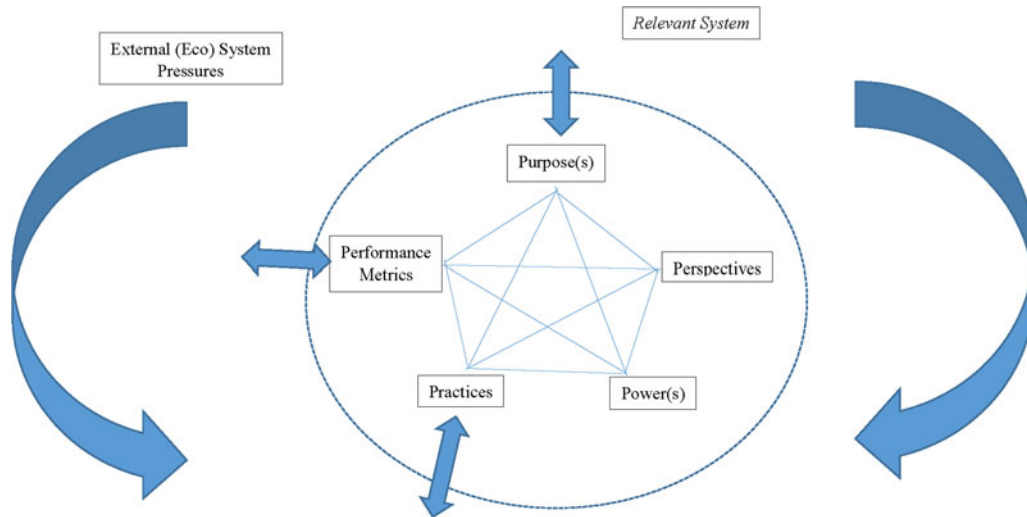 Relevant System
External (Eco) System
Pressures
Purpose(s)
Performance
Metrics
Perspectives
Practices
Power(s)